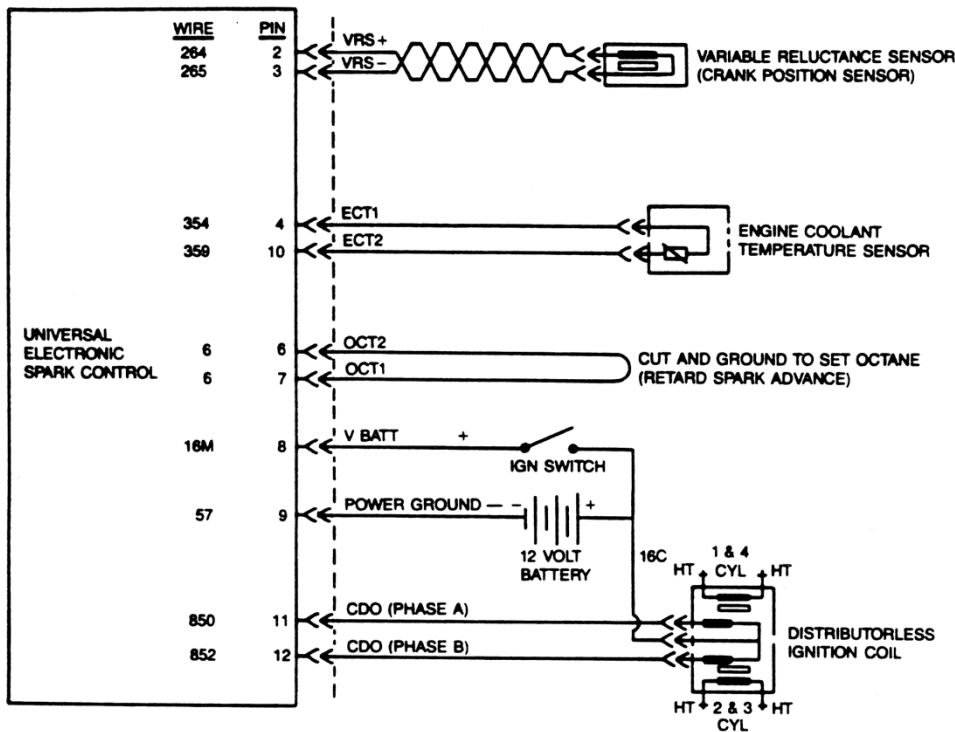 WIRE PIN
264 2 VRS+
265 3 VRS-
VARIABLE RELUCTANCE SENSOR
(CRANK POSITION SENSOR)
354 4 ECT1
359 10 ECT2
ENGINE COOLANT
TEMPERATURE SENSOR
UNIVERSAL
ELECTRONIC
SPARK CONTROL
6 6 OCT2
6 7 OCT1
CUT AND GROUND TO SET OCTANE
(RETARD SPARK ADVANCE)
16M 8 V BATT +
IGN SWITCH
57 9 POWER GROUND — - +
12 VOLT
BATTERY
16C
1 & 4
CYL
HT HT
850 11 CDO (PHASE A)
852 12 CDO (PHASE B)
DISTRIBUTORLESS
IGNITION COIL
HT 2 & 3 HT
CYL